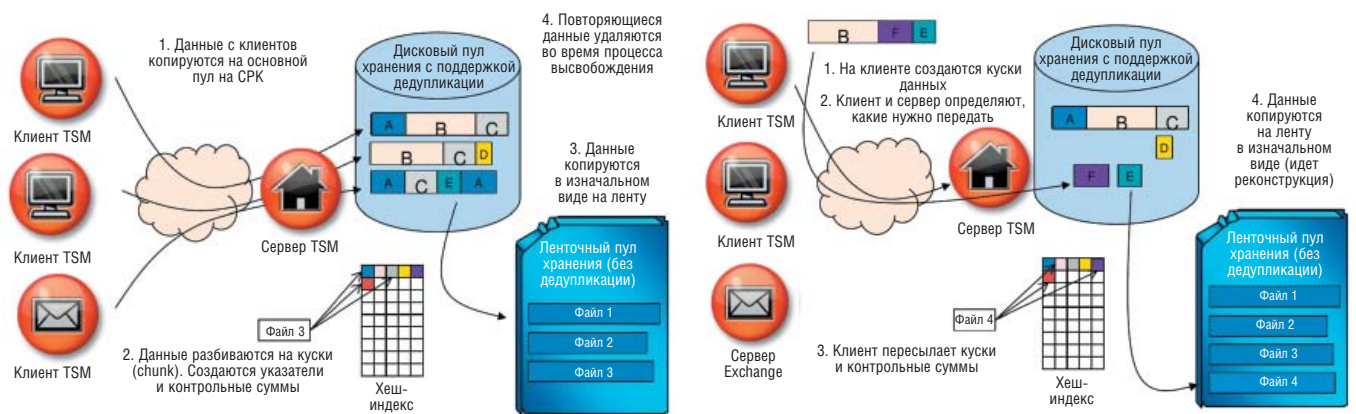 1. Данные с клиентов
копируются на основной
пул на СРК
Клиент TSM
Клиент TSM
Клиент TSM
Сервер TSM
Дисковый пул
хранения с поддержкой
дедупликации
A B C
B C D
A C E A
4. Повторяющиеся
данные удаляются
во время процесса
высвобождения
3. Данные
копируются
в изначальном
виде на ленту
2. Данные разбиваются на куски
(chunk). Создаются указатели
и контрольные суммы
Файл 3
Хеш-
индекс
Ленточный пул
хранения (без
дедупликации)
Файл 1
Файл 2
Файл 3
B F E
1. На клиенте создаются куски
данных
2. Клиент и сервер определяют,
какие нужно передать
Клиент TSM
Клиент TSM
Сервер
Exchange
Сервер TSM
Дисковый пул
хранения с поддержкой
дедупликации
A B C
D
F E
4. Данные
копируются
на ленту
в изначальном
виде (идет
реконструкция)
3. Клиент пересылает куски
и контрольные суммы
Файл 4
Хеш-
индекс
Ленточный пул
хранения (без
дедупликации)
Файл 1
Файл 2
Файл 3
Файл 4